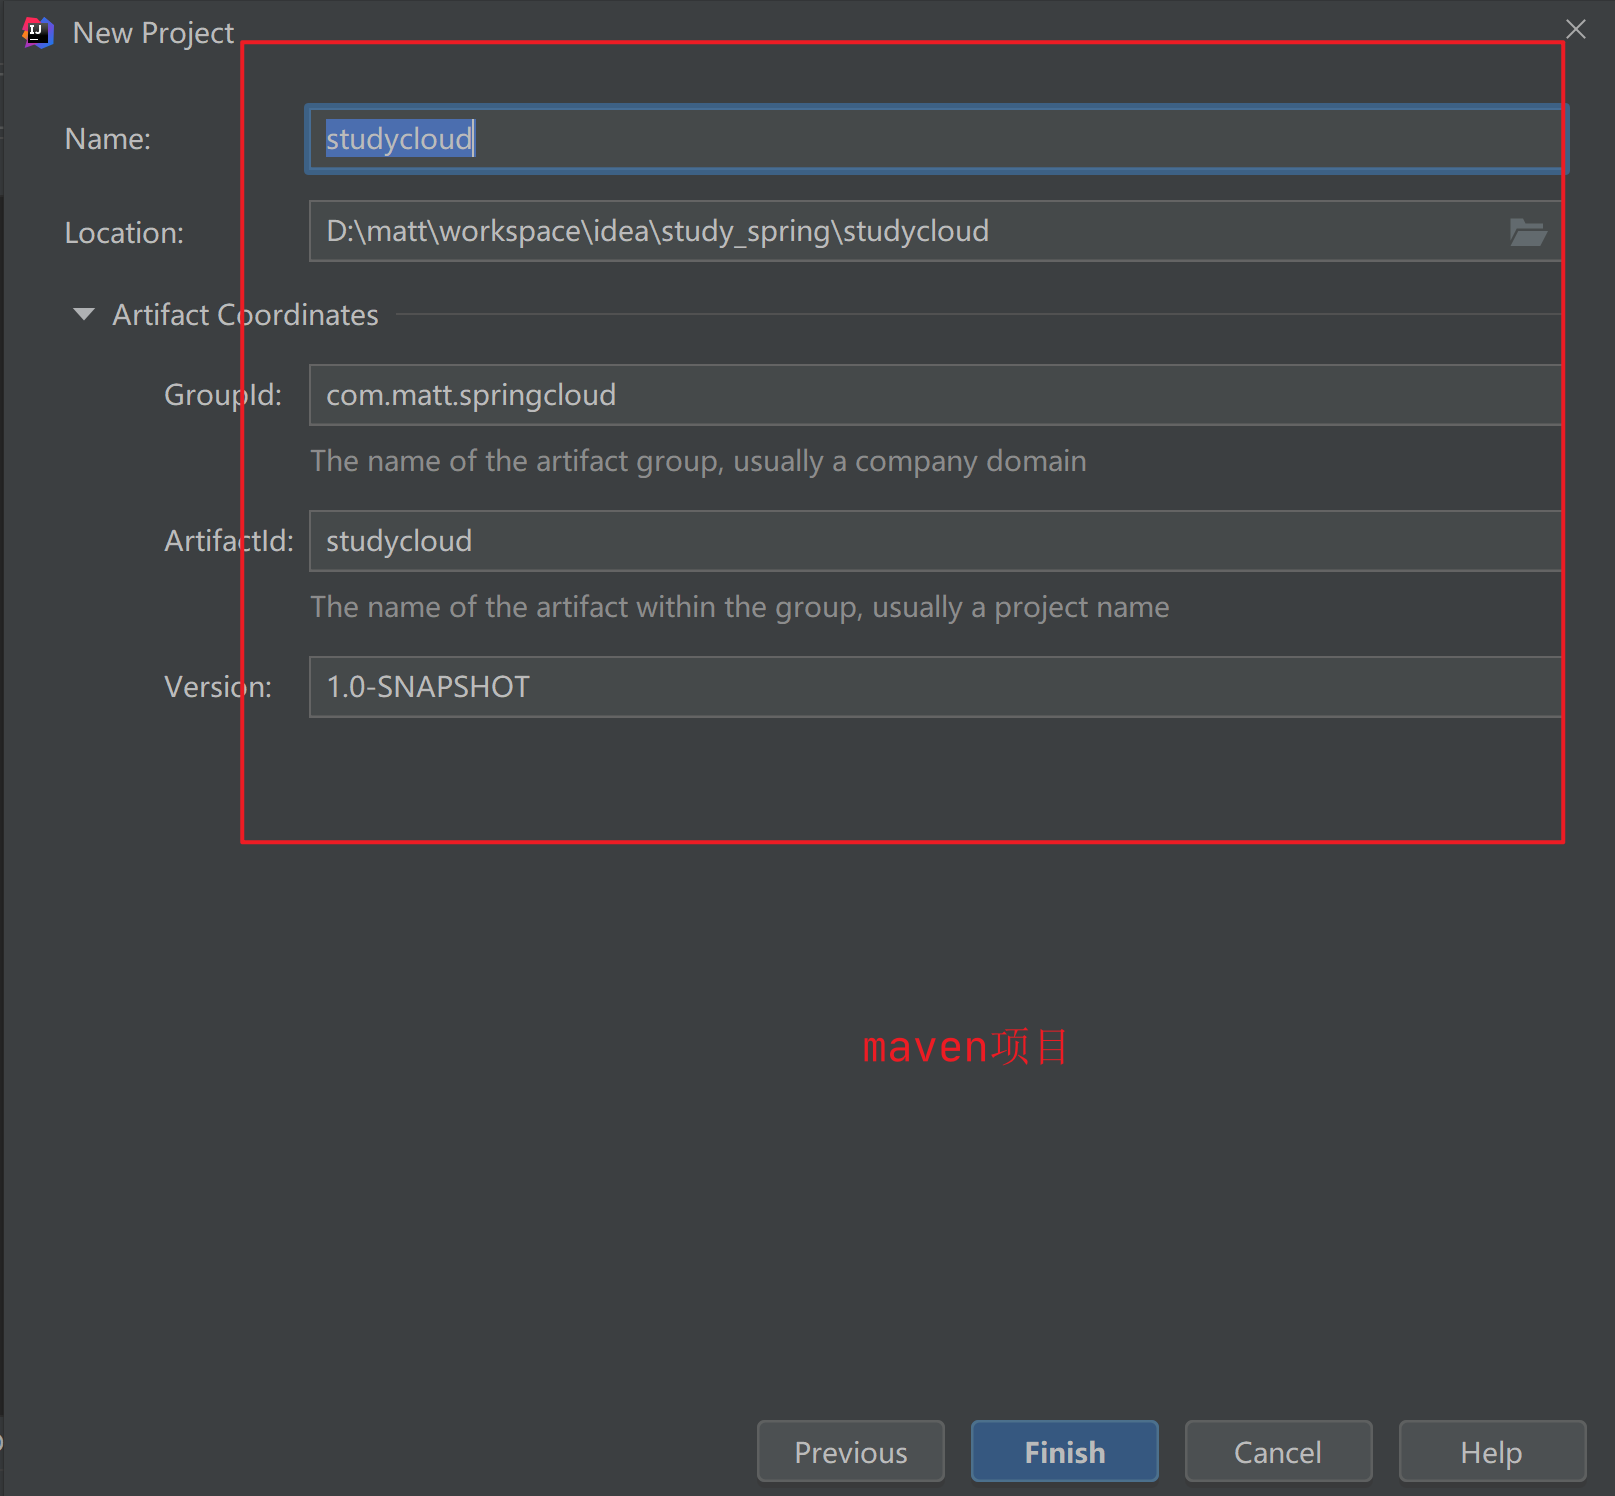 New Project
Name: studycloud
Location: D:\matt\workspace\idea\study_spring\studycloud
Artifact Coordinates
GroupId: com.matt.springcloud
The name of the artifact group, usually a company domain
ArtifactId: studycloud
The name of the artifact within the group, usually a project name
Version: 1.0-SNAPSHOT
maven项目
Previous Finish Cancel Help